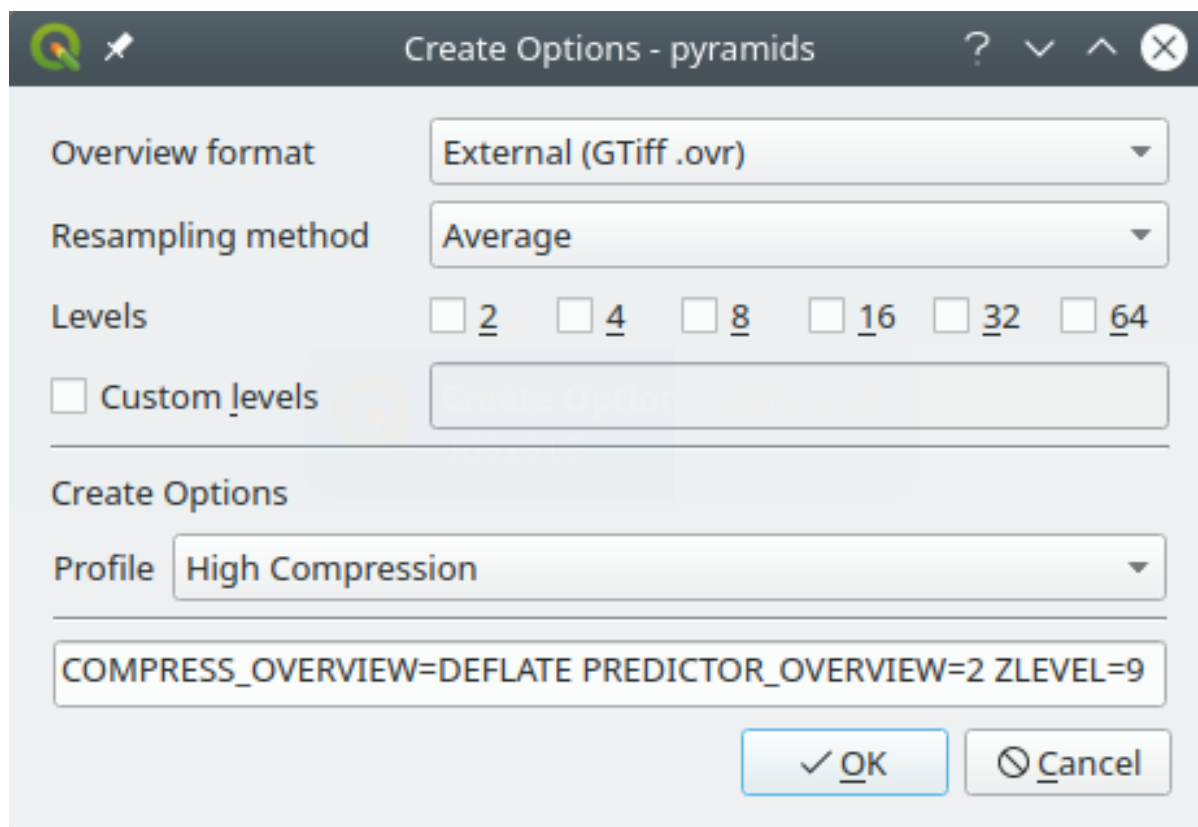 Create Options - pyramids
Overview format External (GTiff .ovr)
Resampling method Average
Levels 2 4 8 16 32 64
Custom levels
Create Options
Profile High Compression
COMPRESS_OVERVIEW=DEFLATE PREDICTOR_OVERVIEW=2 ZLEVEL=9
OK Cancel